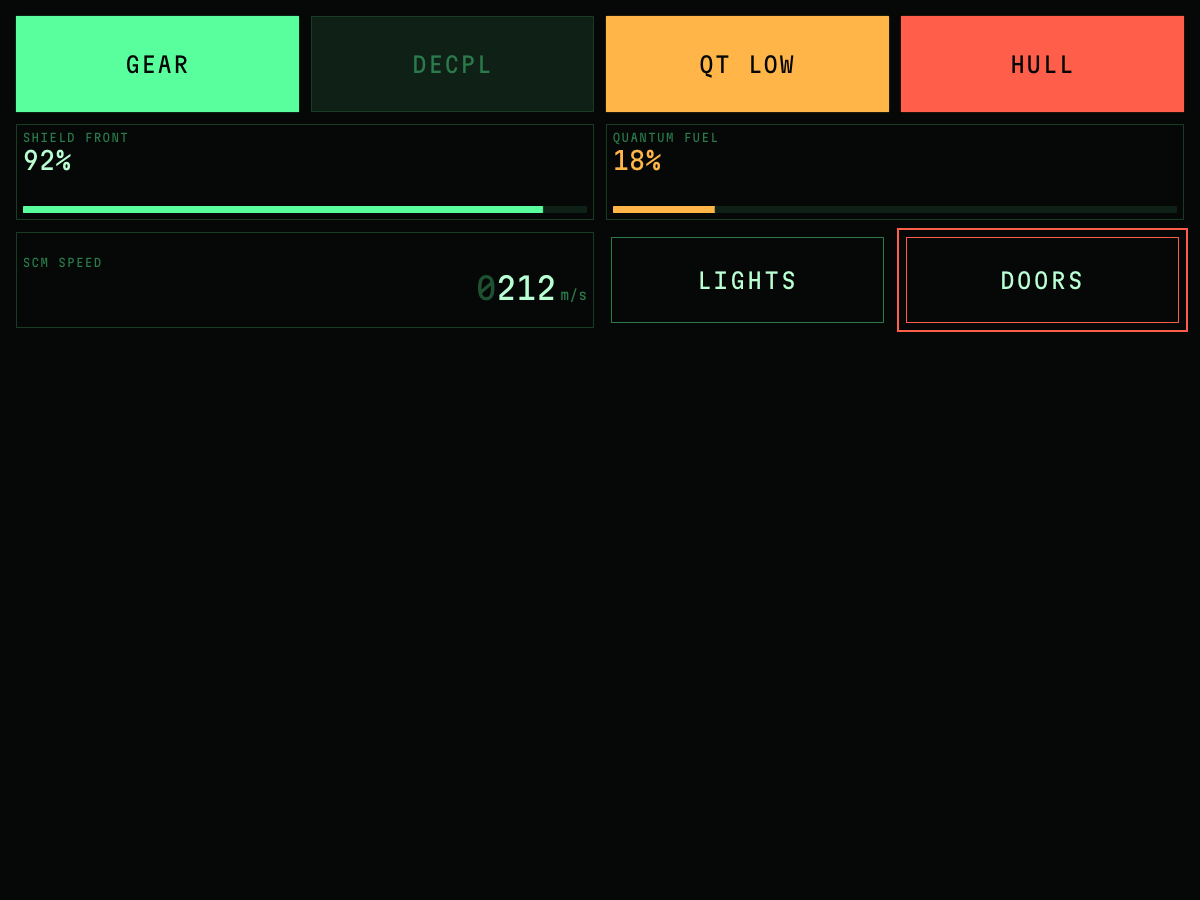 GEAR
DECPL
QT LOW
HULL
SHIELD FRONT
92%
QUANTUM FUEL
18%
SCM SPEED
0212 m/s
LIGHTS
DOORS